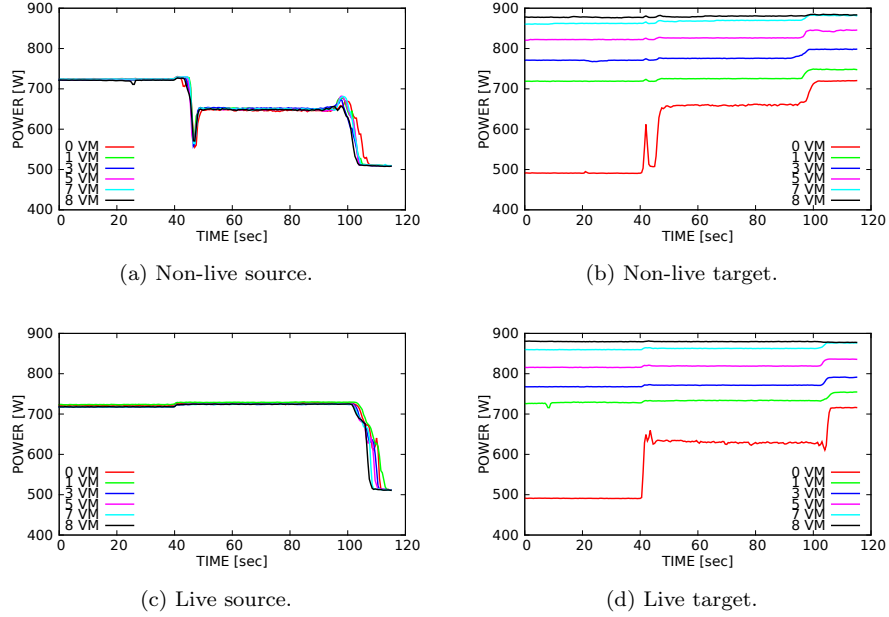 900
800
700
600
500
400
POWER [W]
0 VM
1 VM
3 VM
5 VM
7 VM
8 VM
0 20 40 60 80 100 120
TIME [sec]
(a) Non-live source.
900
800
700
600
500
400
POWER [W]
0 VM
1 VM
3 VM
5 VM
7 VM
8 VM
0 20 40 60 80 100 120
TIME [sec]
(b) Non-live target.
900
800
700
600
500
400
POWER [W]
0 VM
1 VM
3 VM
5 VM
7 VM
8 VM
0 20 40 60 80 100 120
TIME [sec]
(c) Live source.
900
800
700
600
500
400
POWER [W]
0 VM
1 VM
3 VM
5 VM
7 VM
8 VM
0 20 40 60 80 100 120
TIME [sec]
(d) Live target.